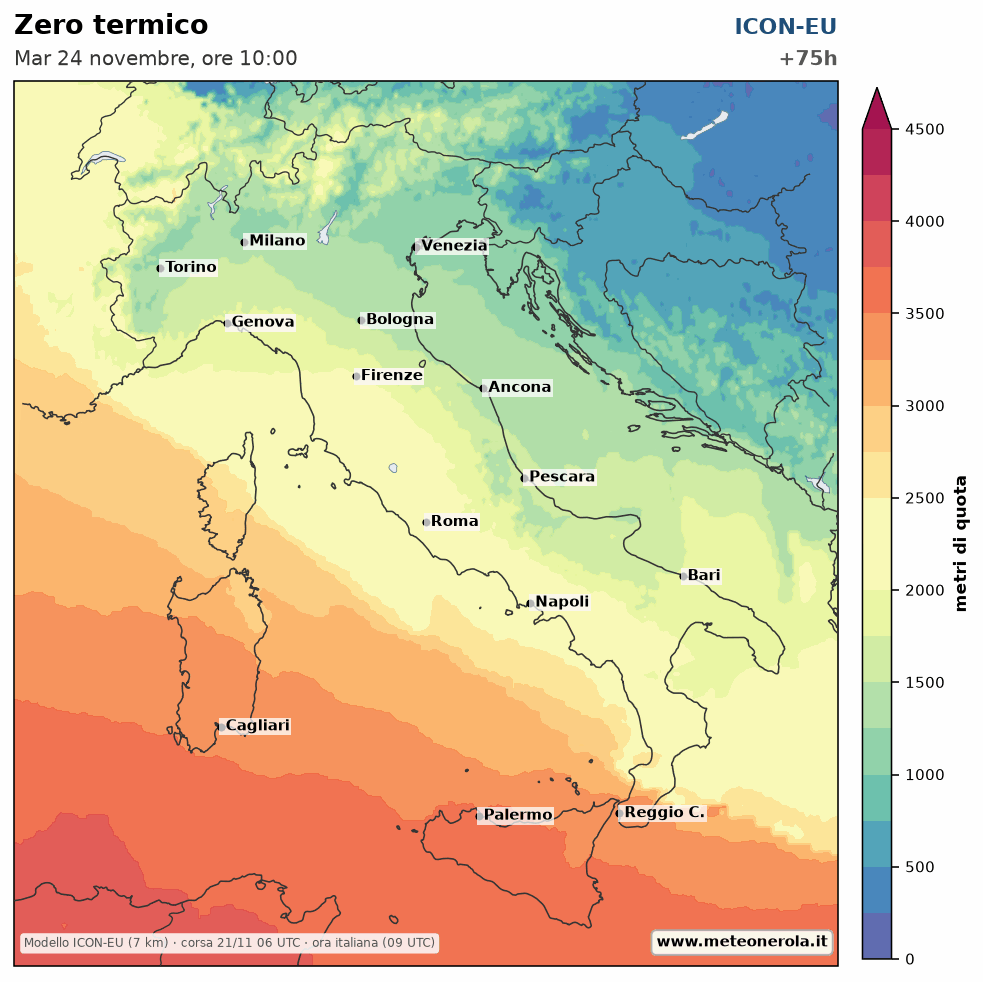 Zero termico
ICON-EU
Mar 24 novembre, ore 10:00
+75h
4500
4000
3500
3000
2500
2000
1500
1000
500
0
metri di quota
Milano
Venezia
Torino
Genova
Bologna
Firenze
Ancona
Pescara
Roma
Bari
Napoli
Cagliari
Palermo
Reggio C.
Modello ICON-EU (7 km) · corsa 21/11 06 UTC · ora italiana (09 UTC)
www.meteonerola.it